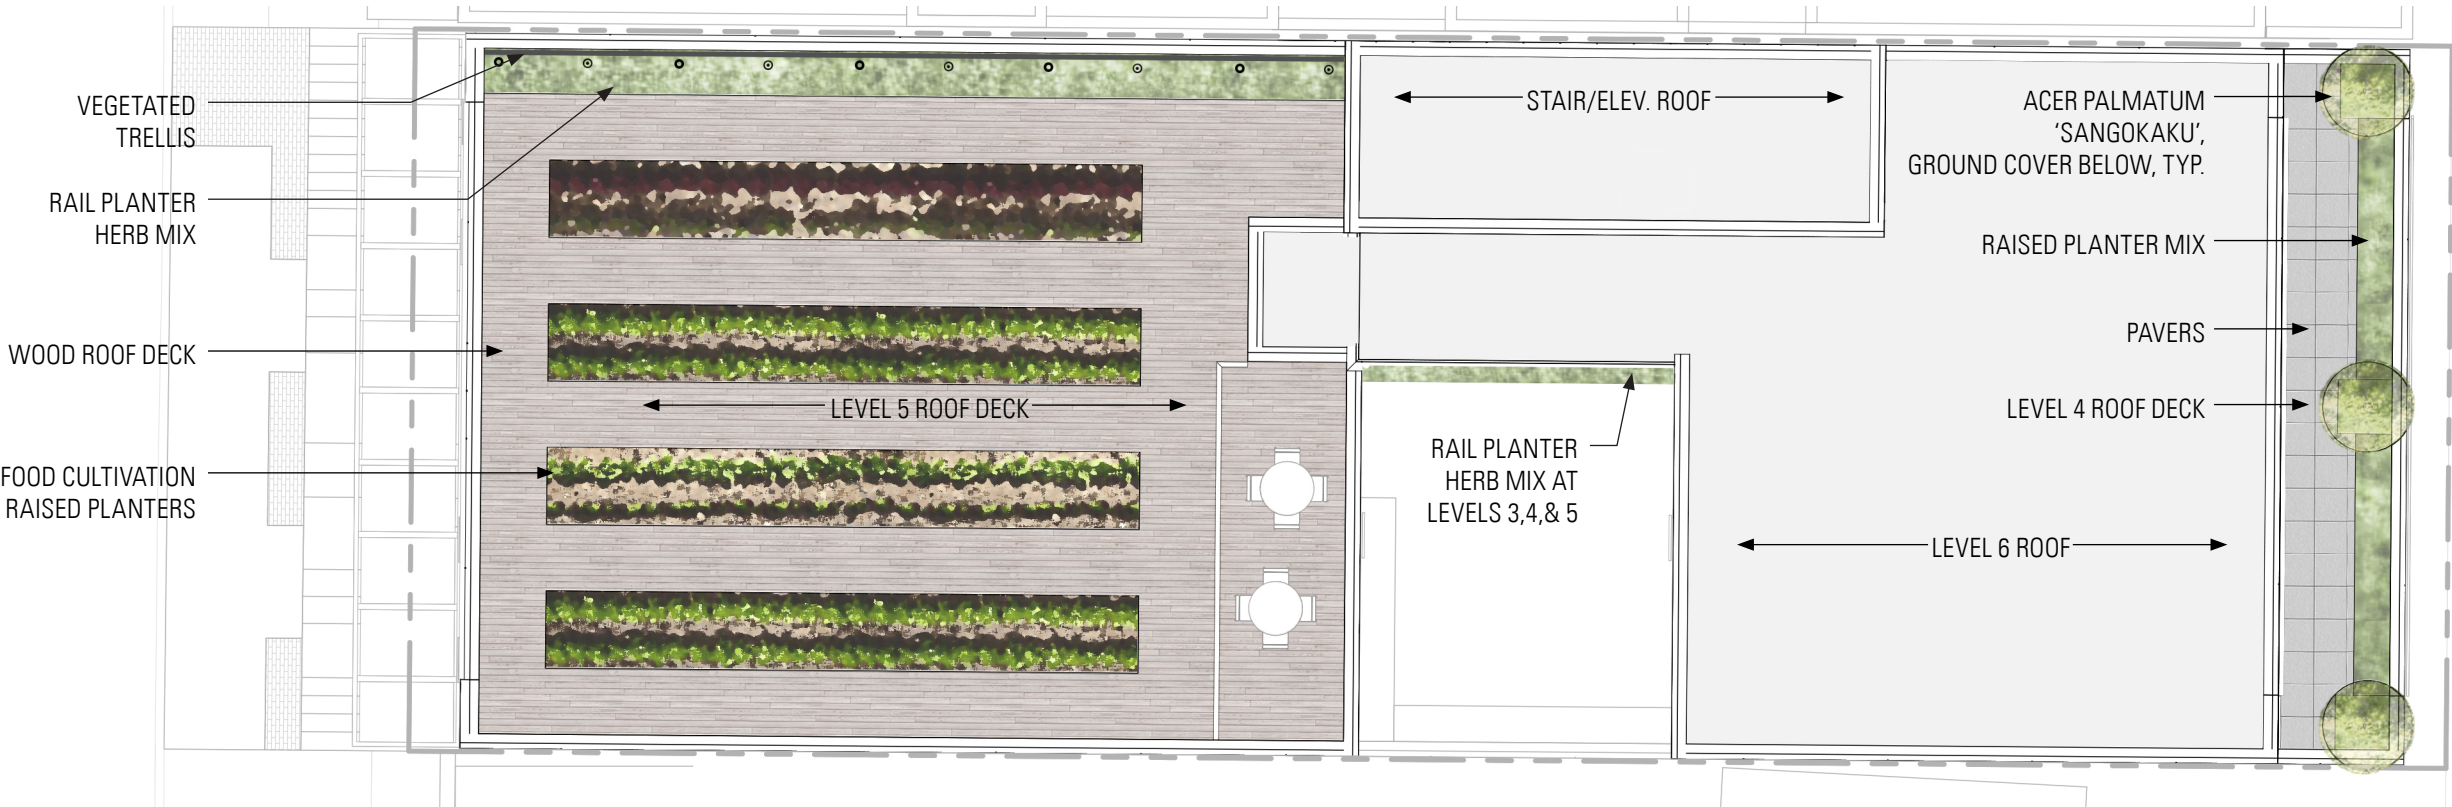 VEGETATED
TRELLIS
RAIL PLANTER
HERB MIX
WOOD ROOF DECK
FOOD CULTIVATION
RAISED PLANTERS
LEVEL 5 ROOF DECK
STAIR/ELEV. ROOF
RAIL PLANTER
HERB MIX AT
LEVELS 3,4,& 5
LEVEL 6 ROOF
ACER PALMATUM
‘SANGOKAKU’,
GROUND COVER BELOW, TYP.
RAISED PLANTER MIX
PAVERS
LEVEL 4 ROOF DECK